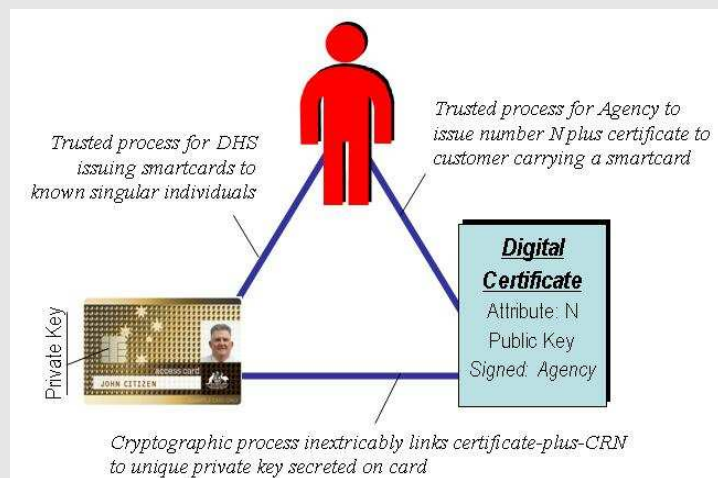 Trusted process for DHS
issuing smartcards to
known singular individuals
Trusted process for Agency to
issue number N plus certificate to
customer carrying a smartcard
Private Key
access card
JOHN CITIZEN
Digital
Certificate
Attribute: N
Public Key
Signed: Agency
Cryptographic process inextricably links certificate-plus-CRN
to unique private key secreted on card